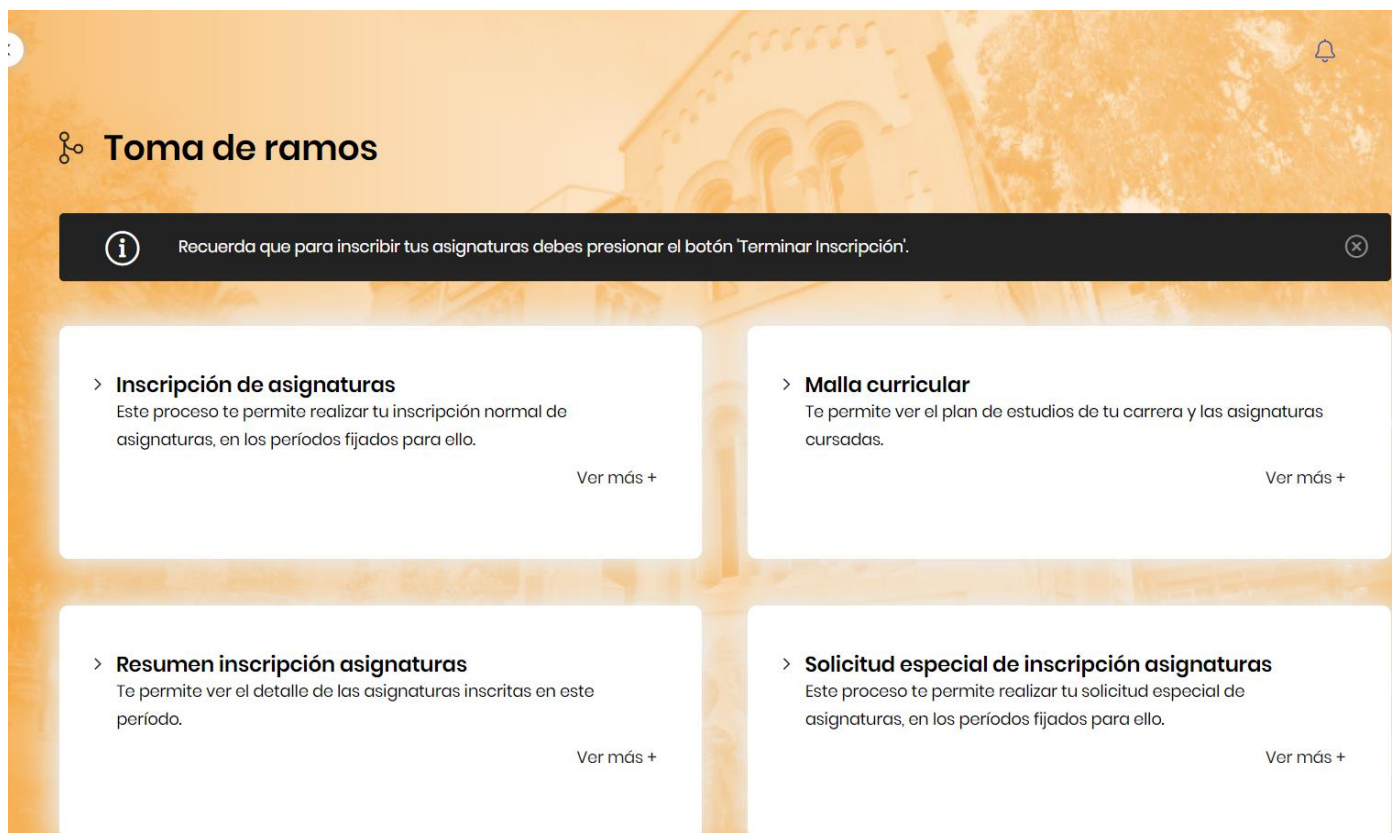 Toma de ramos
Recuerda que para inscribir tus asignaturas debes presionar el botón 'Terminar Inscripción'.
Inscripción de asignaturas
Este proceso te permite realizar tu inscripción normal de
asignaturas, en los períodos fijados para ello.
Ver más +
Malla curricular
Te permite ver el plan de estudios de tu carrera y las asignaturas
cursadas.
Ver más +
Resumen inscripción asignaturas
Te permite ver el detalle de las asignaturas inscritas en este
período.
Ver más +
Solicitud especial de inscripción asignaturas
Este proceso te permite realizar tu solicitud especial de
asignaturas, en los períodos fijados para ello.
Ver más +